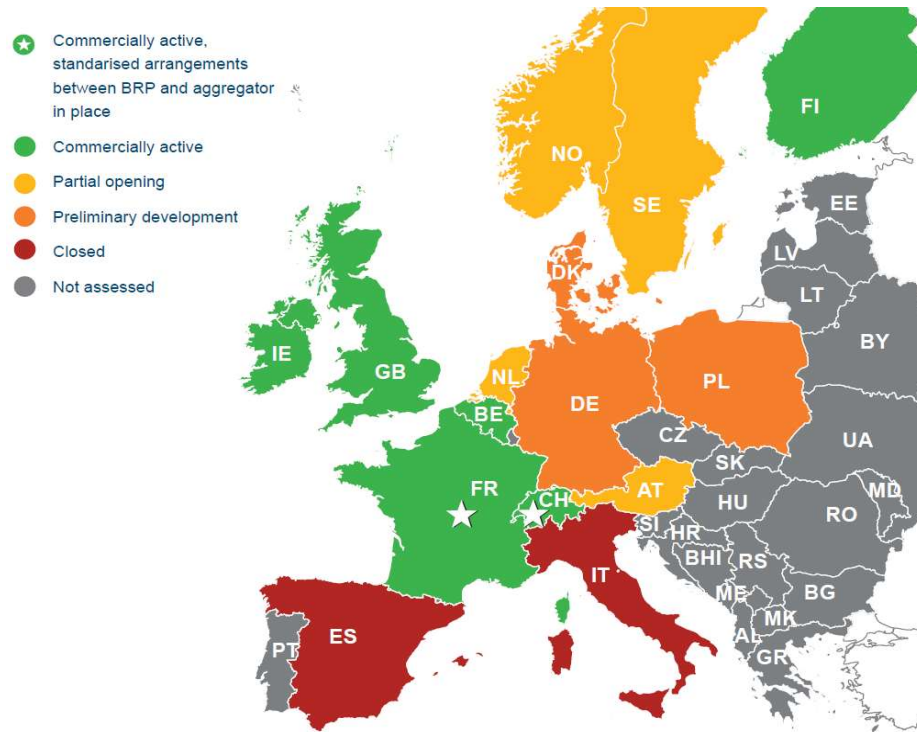 Commercially active,
standarised arrangements
between BRP and aggregator
in place
Commercially active
Partial opening
Preliminary development
Closed
Not assessed
FI
NO
SE
EE
LV
LT
DK
BY
IE
GB
NL
PL
DE
BE
CZ
UA
SK
FR
CH
AT
MD
HU
RO
SI
HR
IT
BHI
RS
ME
BG
MK
ES
PT
AL
GR